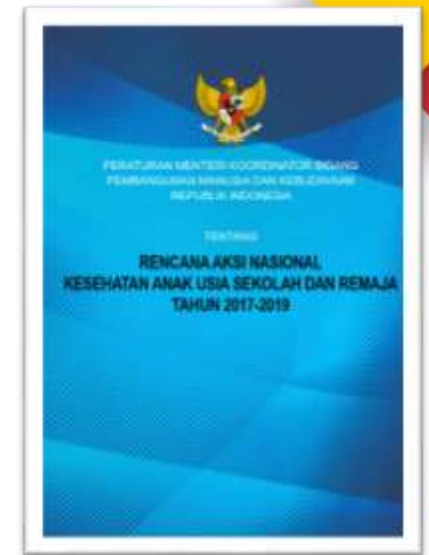 PERATURAN MENTERI KOORDINATOR BIDANG
PEMBANGUNAN MANUSIA DAN KEBUDAYAAN
REPUBLIK INDONESIA
TENTANG
RENCANA AKSI NASIONAL
KESEHATAN ANAK USIA SEKOLAH DAN REMAJA
TAHUN 2017-2019